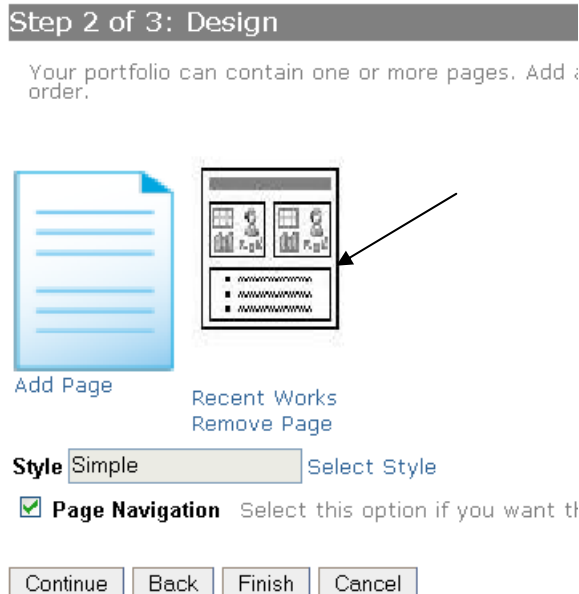 Step 2 of 3: Design
Your portfolio can contain one or more pages. Add
order.
Add Page
Recent Works
Remove Page
Style Simple Select Style
Page Navigation Select this option if you want
Continue Back Finish Cancel